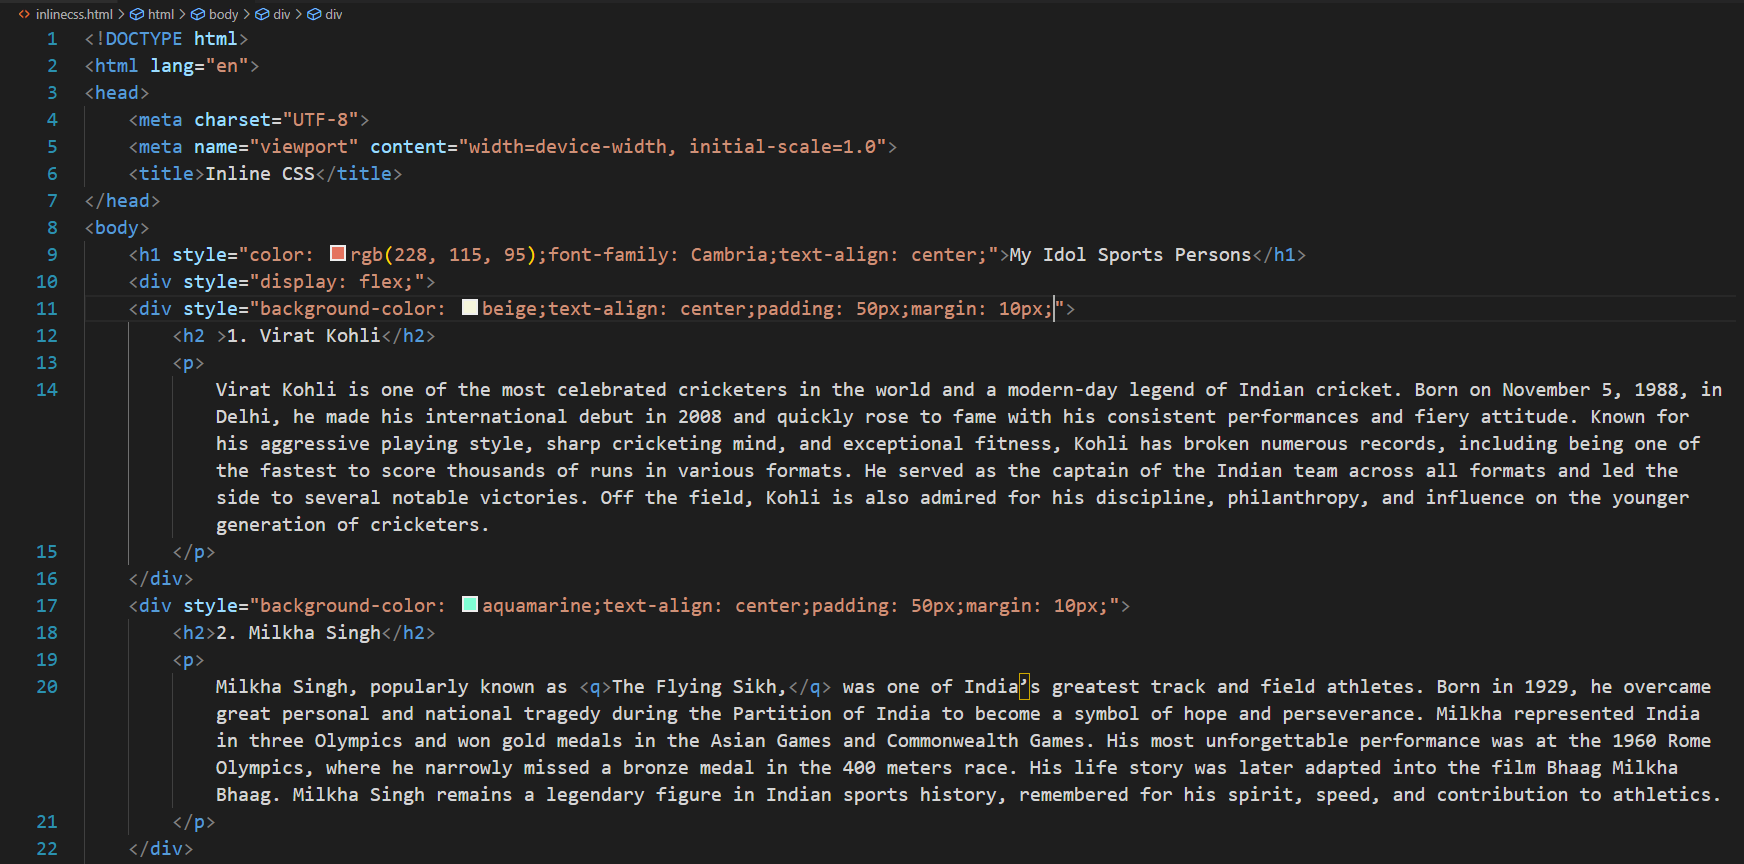 inlinecss.html > html > body > div > div
1 <!DOCTYPE html>
2 <html lang="en">
3 <head>
4 <meta charset="UTF-8">
5 <meta name="viewport" content="width=device-width, initial-scale=1.0">
6 <title>Inline CSS</title>
7 </head>
8 <body>
9 <h1 style="color: rgb(228, 115, 95);font-family: Cambria;text-align: center;">My Idol Sports Persons</h1>
10 <div style="display: flex;">
11 <div style="background-color: beige;text-align: center;padding: 50px;margin: 10px;">
12 <h2 >1. Virat Kohli</h2>
13 <p>
14 Virat Kohli is one of the most celebrated cricketers in the world and a modern-day legend of Indian cricket. Born on November 5, 1988, in
Delhi, he made his international debut in 2008 and quickly rose to fame with his consistent performances and fiery attitude. Known for
his aggressive playing style, sharp cricketing mind, and exceptional fitness, Kohli has broken numerous records, including being one of
the fastest to score thousands of runs in various formats. He served as the captain of the Indian team across all formats and led the
side to several notable victories. Off the field, Kohli is also admired for his discipline, philanthropy, and influence on the younger
generation of cricketers.
15 </p>
16 </div>
17 <div style="background-color: aquamarine;text-align: center;padding: 50px;margin: 10px;">
18 <h2>2. Milkha Singh</h2>
19 <p>
20 Milkha Singh, popularly known as <q>The Flying Sikh,</q> was one of India’s greatest track and field athletes. Born in 1929, he overcame
great personal and national tragedy during the Partition of India to become a symbol of hope and perseverance. Milkha represented India
in three Olympics and won gold medals in the Asian Games and Commonwealth Games. His most unforgettable performance was at the 1960 Rome
Olympics, where he narrowly missed a bronze medal in the 400 meters race. His life story was later adapted into the film Bhaag Milkha
Bhaag. Milkha Singh remains a legendary figure in Indian sports history, remembered for his spirit, speed, and contribution to athletics.
21 </p>
22 </div>